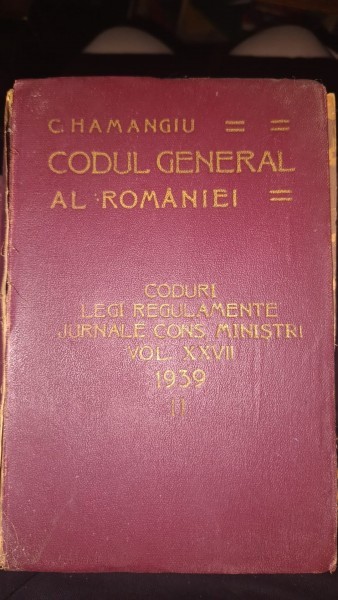 C. HAMANGIU
CODUL GENERAL
AL ROMÂNIEI
CODURI
LEGI REGULAMENTE
JURNALE CONS. MINIȘTRI
VOL. XXVII
1939
II